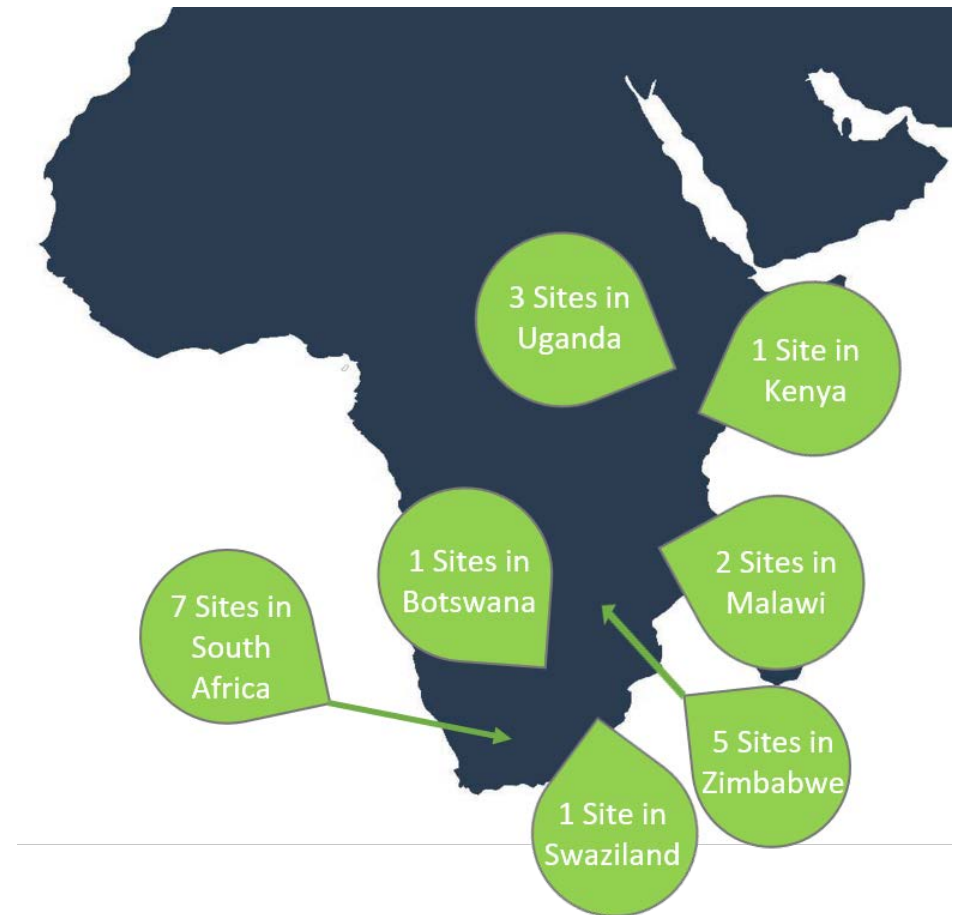 3 Sites in
Uganda
1 Site in
Kenya
1 Sites in
Botswana
2 Sites in
Malawi
7 Sites in
South
Africa
5 Sites in
Zimbabwe
1 Site in
Swaziland